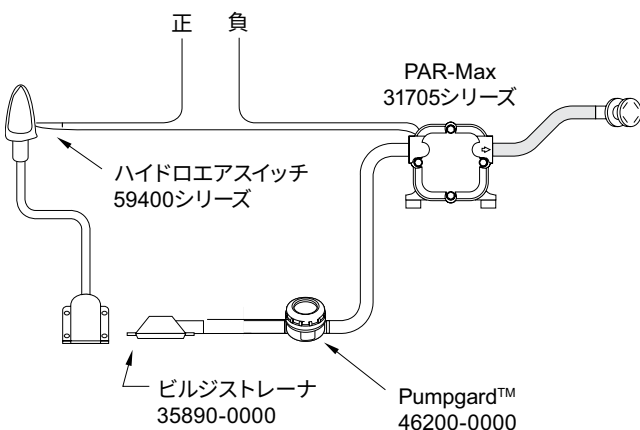 正
負
PAR-Max
31705シリーズ
ハイドロエアスイッチ
59400シリーズ
ビルジストレーナ
35890-0000
Pumpgard™
46200-0000